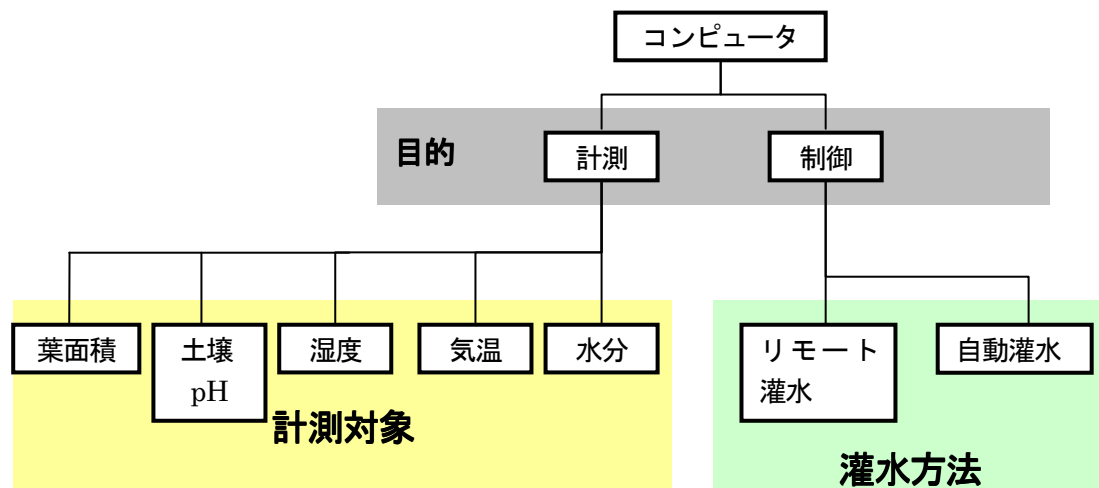 コンピュータ
目的
計測
制御
葉面積
土壌
pH
湿度
気温
水分
計測対象
リモート
灌水
自動灌水
灌水方法